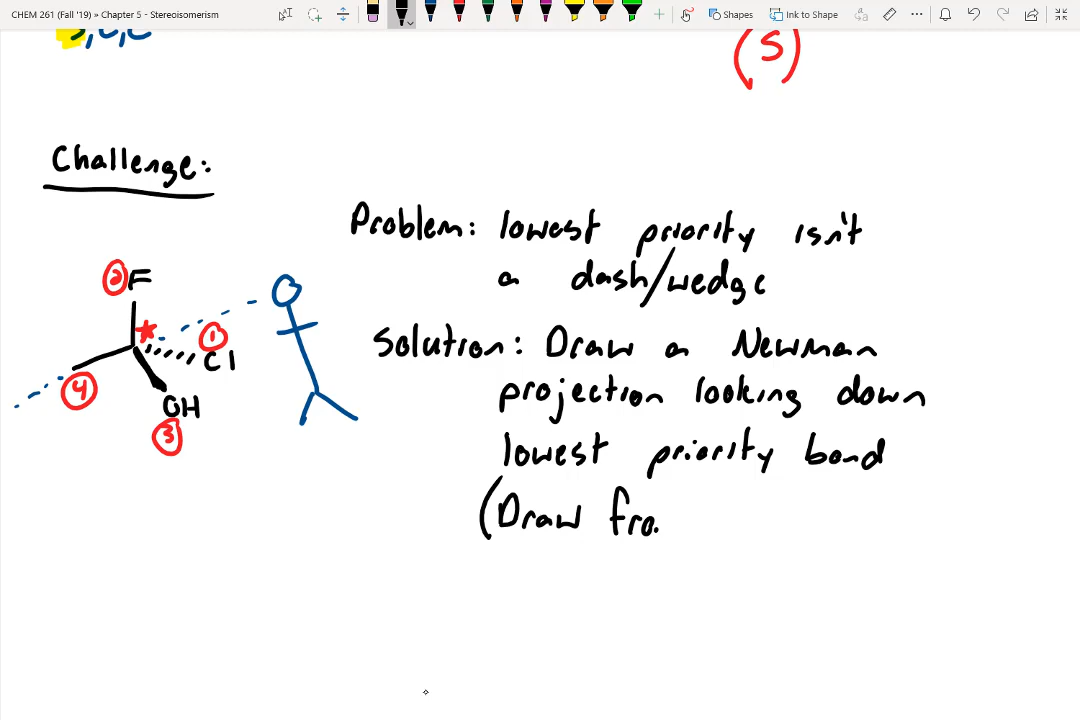 CHEM 261 (Fall '19) » Chapter 5 - Stereoisomerism
Shapes
Ink to Shape
(S)
Challenge:
Problem: lowest priority isn't
a dash/wedge
Solution: Draw a Newman
projection looking down
lowest priority bond
(Draw fro
2 F
1
Cl
4
OH
3